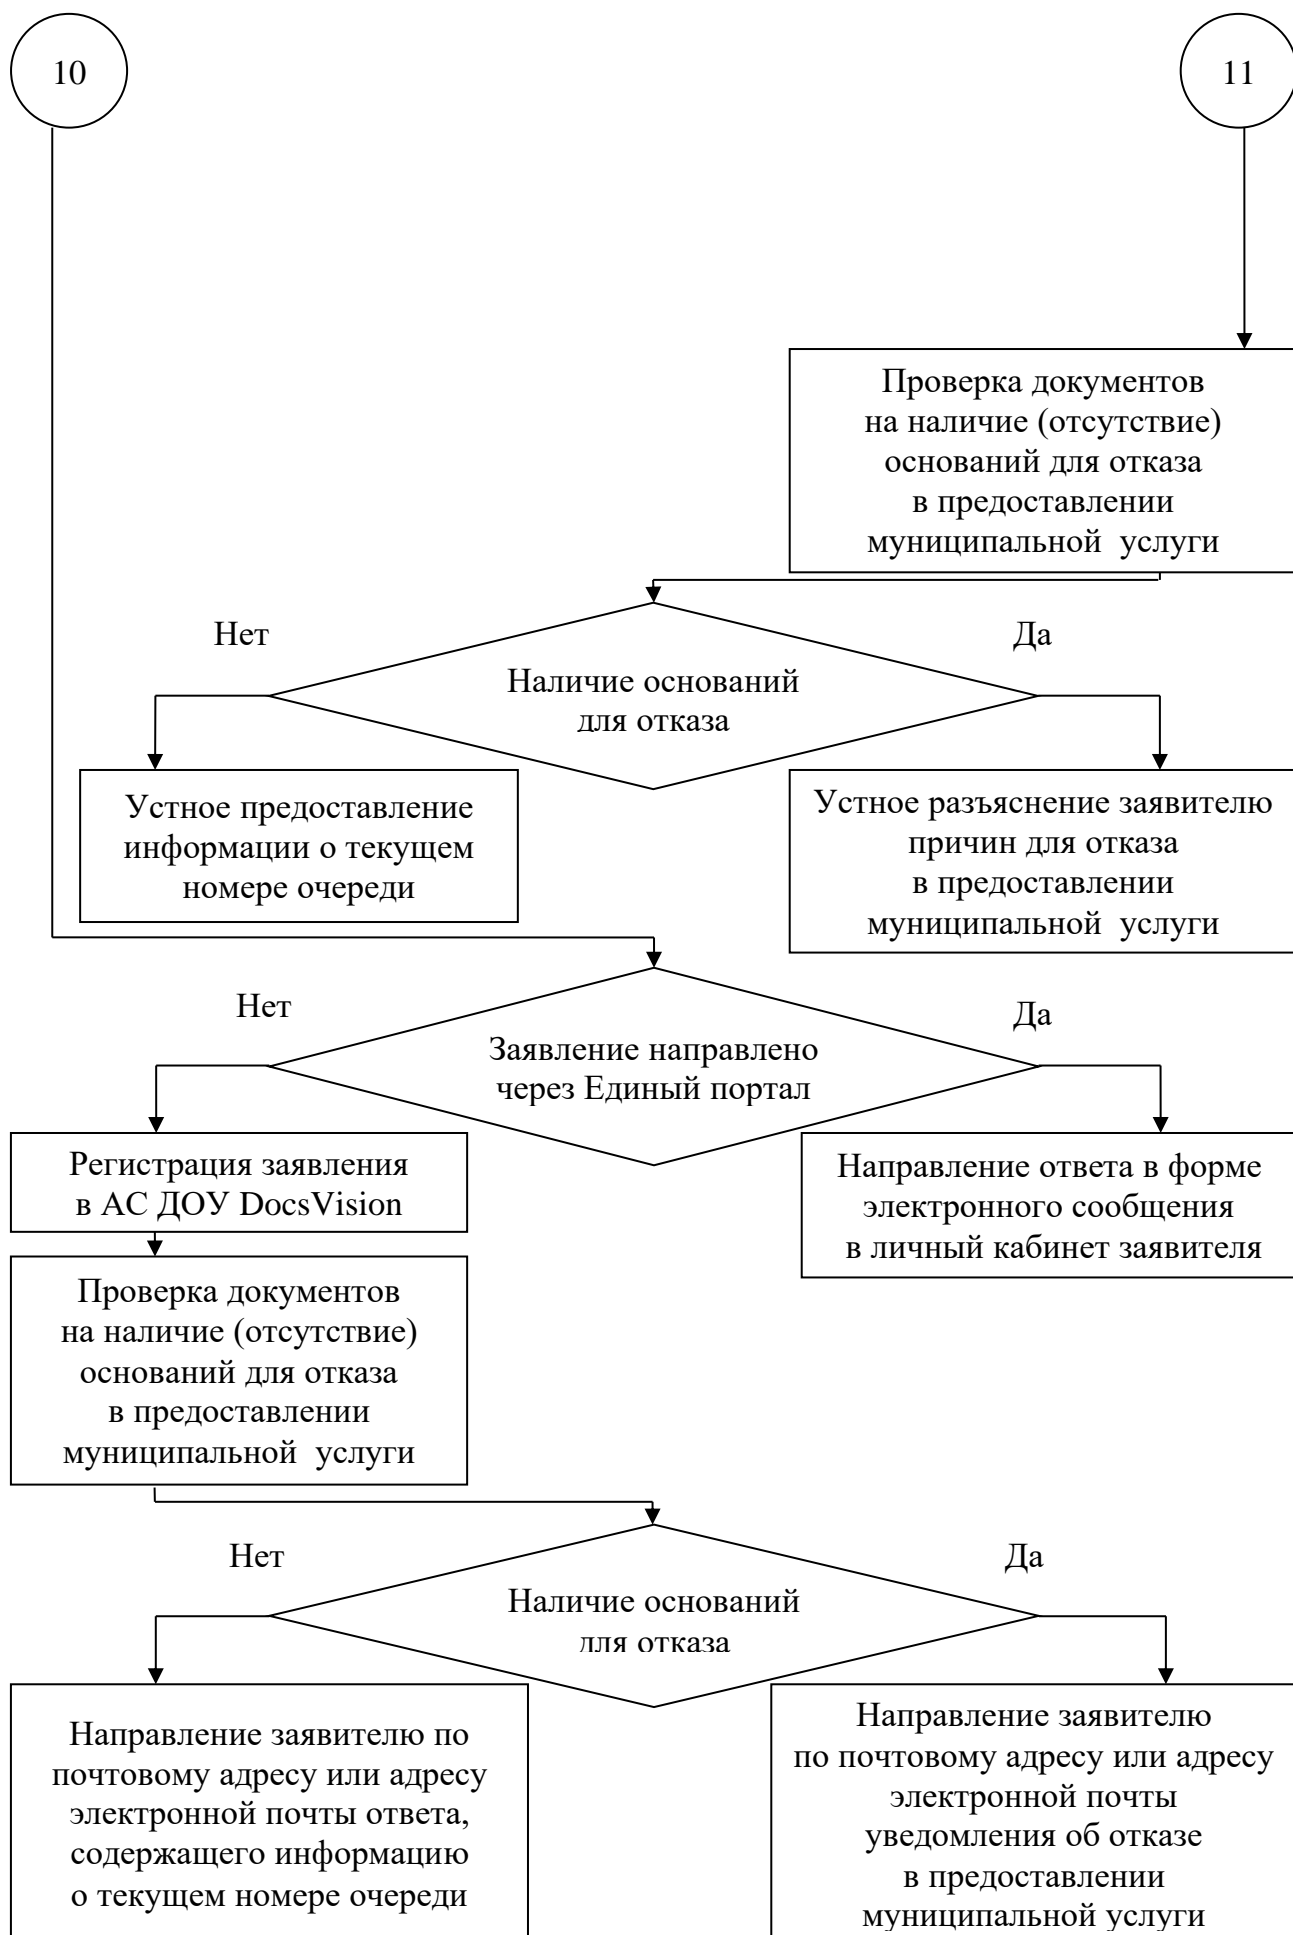 10
11
Проверка документов
на наличие (отсутствие)
оснований для отказа
в предоставлении
муниципальной услуги
Нет
Да
Наличие оснований
для отказа
Устное предоставление
информации о текущем
номере очереди
Устное разъяснение заявителю
причин для отказа
в предоставлении
муниципальной услуги
Нет
Да
Заявление направлено
через Единый портал
Регистрация заявления
в АС ДОУ DocsVision
Направление ответа в форме
электронного сообщения
в личный кабинет заявителя
Проверка документов
на наличие (отсутствие)
оснований для отказа
в предоставлении
муниципальной услуги
Нет
Да
Наличие оснований
для отказа
Направление заявителю по
почтовому адресу или адресу
электронной почты ответа,
содержащего информацию
о текущем номере очереди
Направление заявителю
по почтовому адресу или адресу
электронной почты
уведомления об отказе
в предоставлении
муниципальной услуги